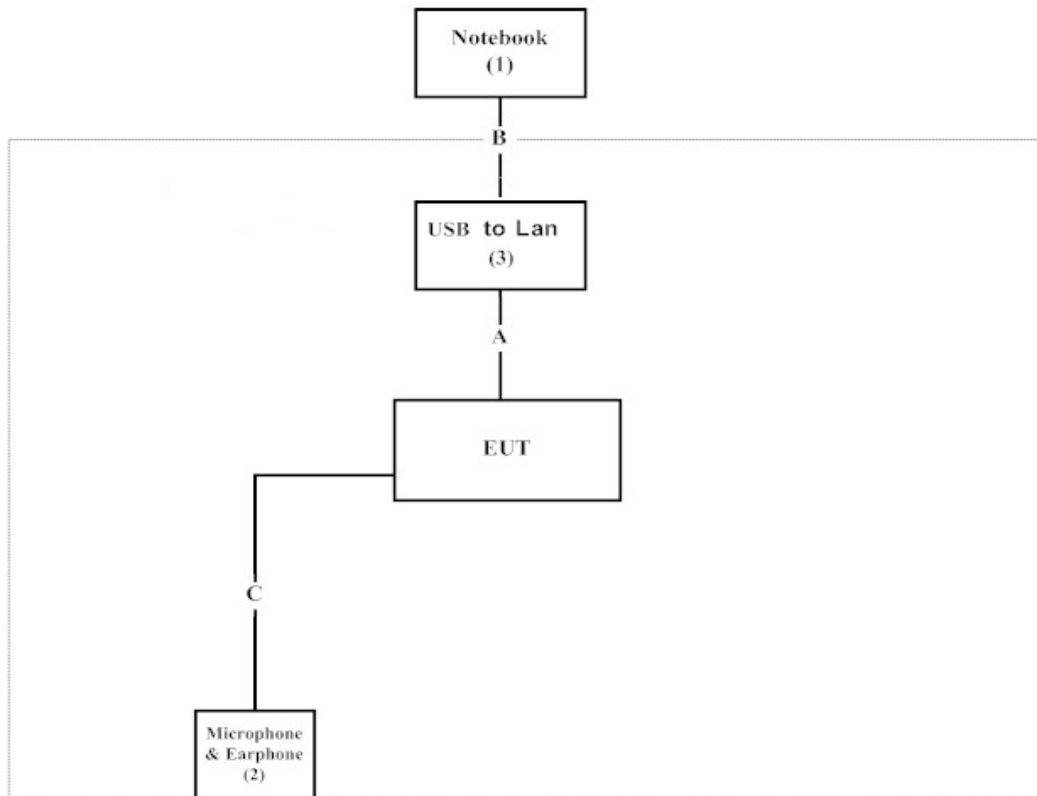 Notebook
(1)
B
USB to Lan
(3)
A
EUT
C
Microphone
& Earphone
(2)